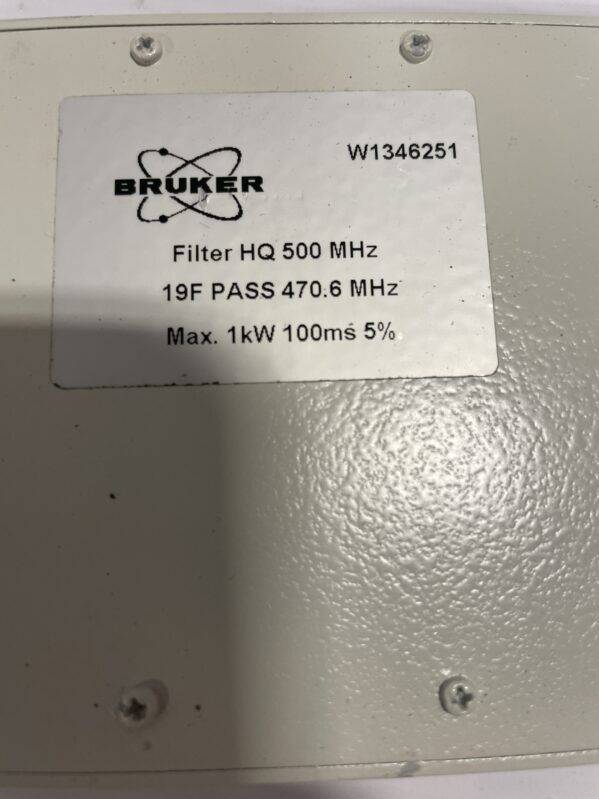 W1346251
BRUKER
Filter HQ 500 MHz
19F PASS 470.6 MHz
Max. 1kW 100ms 5%